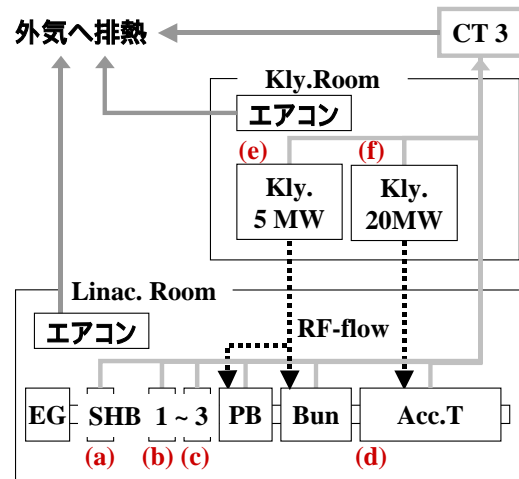 外気へ排熱
CT 3
Kly.Room
エアコン
(e)
(f)
Kly.
5 MW
Kly.
20MW
Linac. Room
エアコン
RF-flow
EG
SHB
1 ~ 3
PB
Bun
Acc.T
(a)
(b)
(c)
(d)